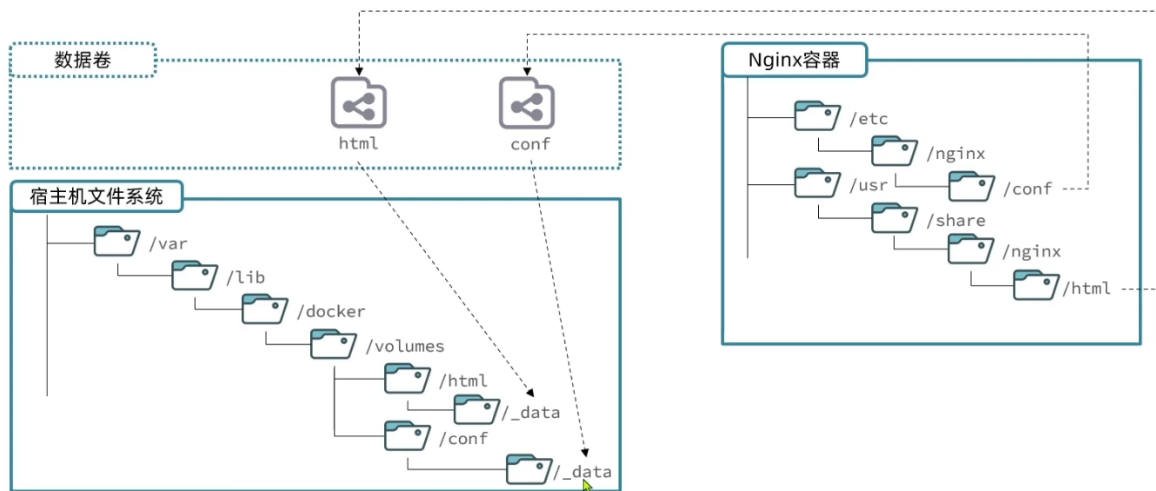 数据卷
html
conf
宿主机文件系统
/var
/lib
/docker
/volumes
/html
/_data
/conf
/_data
Nginx容器
/etc
/nginx
/conf
/usr
/share
/nginx
/html